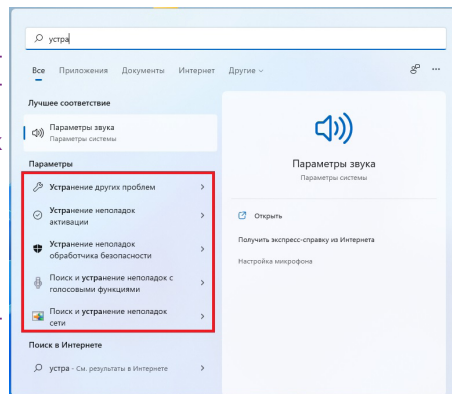 устра
Все Приложения Документы Интернет Другие
Лучшее соответствие
Параметры звука
Параметры системы
Параметры
Устранение других проблем
Устранение неполадок
активации
Устранение неполадок
обработчика безопасности
Поиск и устранение неполадок с
голосовыми функциями
Поиск и устранение неполадок
сети
Поиск в Интернете
устра - См. результаты в Интернете
Параметры звука
Параметры системы
Открыть
Получить экспресс-справку из Интернета
Настройка микрофона